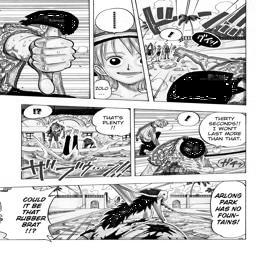 !
ZOLO
THIRTY
SECONDS!!
I WON'T
LAST MORE
THAN THAT.
!
THAT'S
PLENTY
!!
!?
ARLONG
PARK
HAS NO
FOUN-
TAINS!
COULD
IT BE
THAT
RUBBER
BRAT
!!?